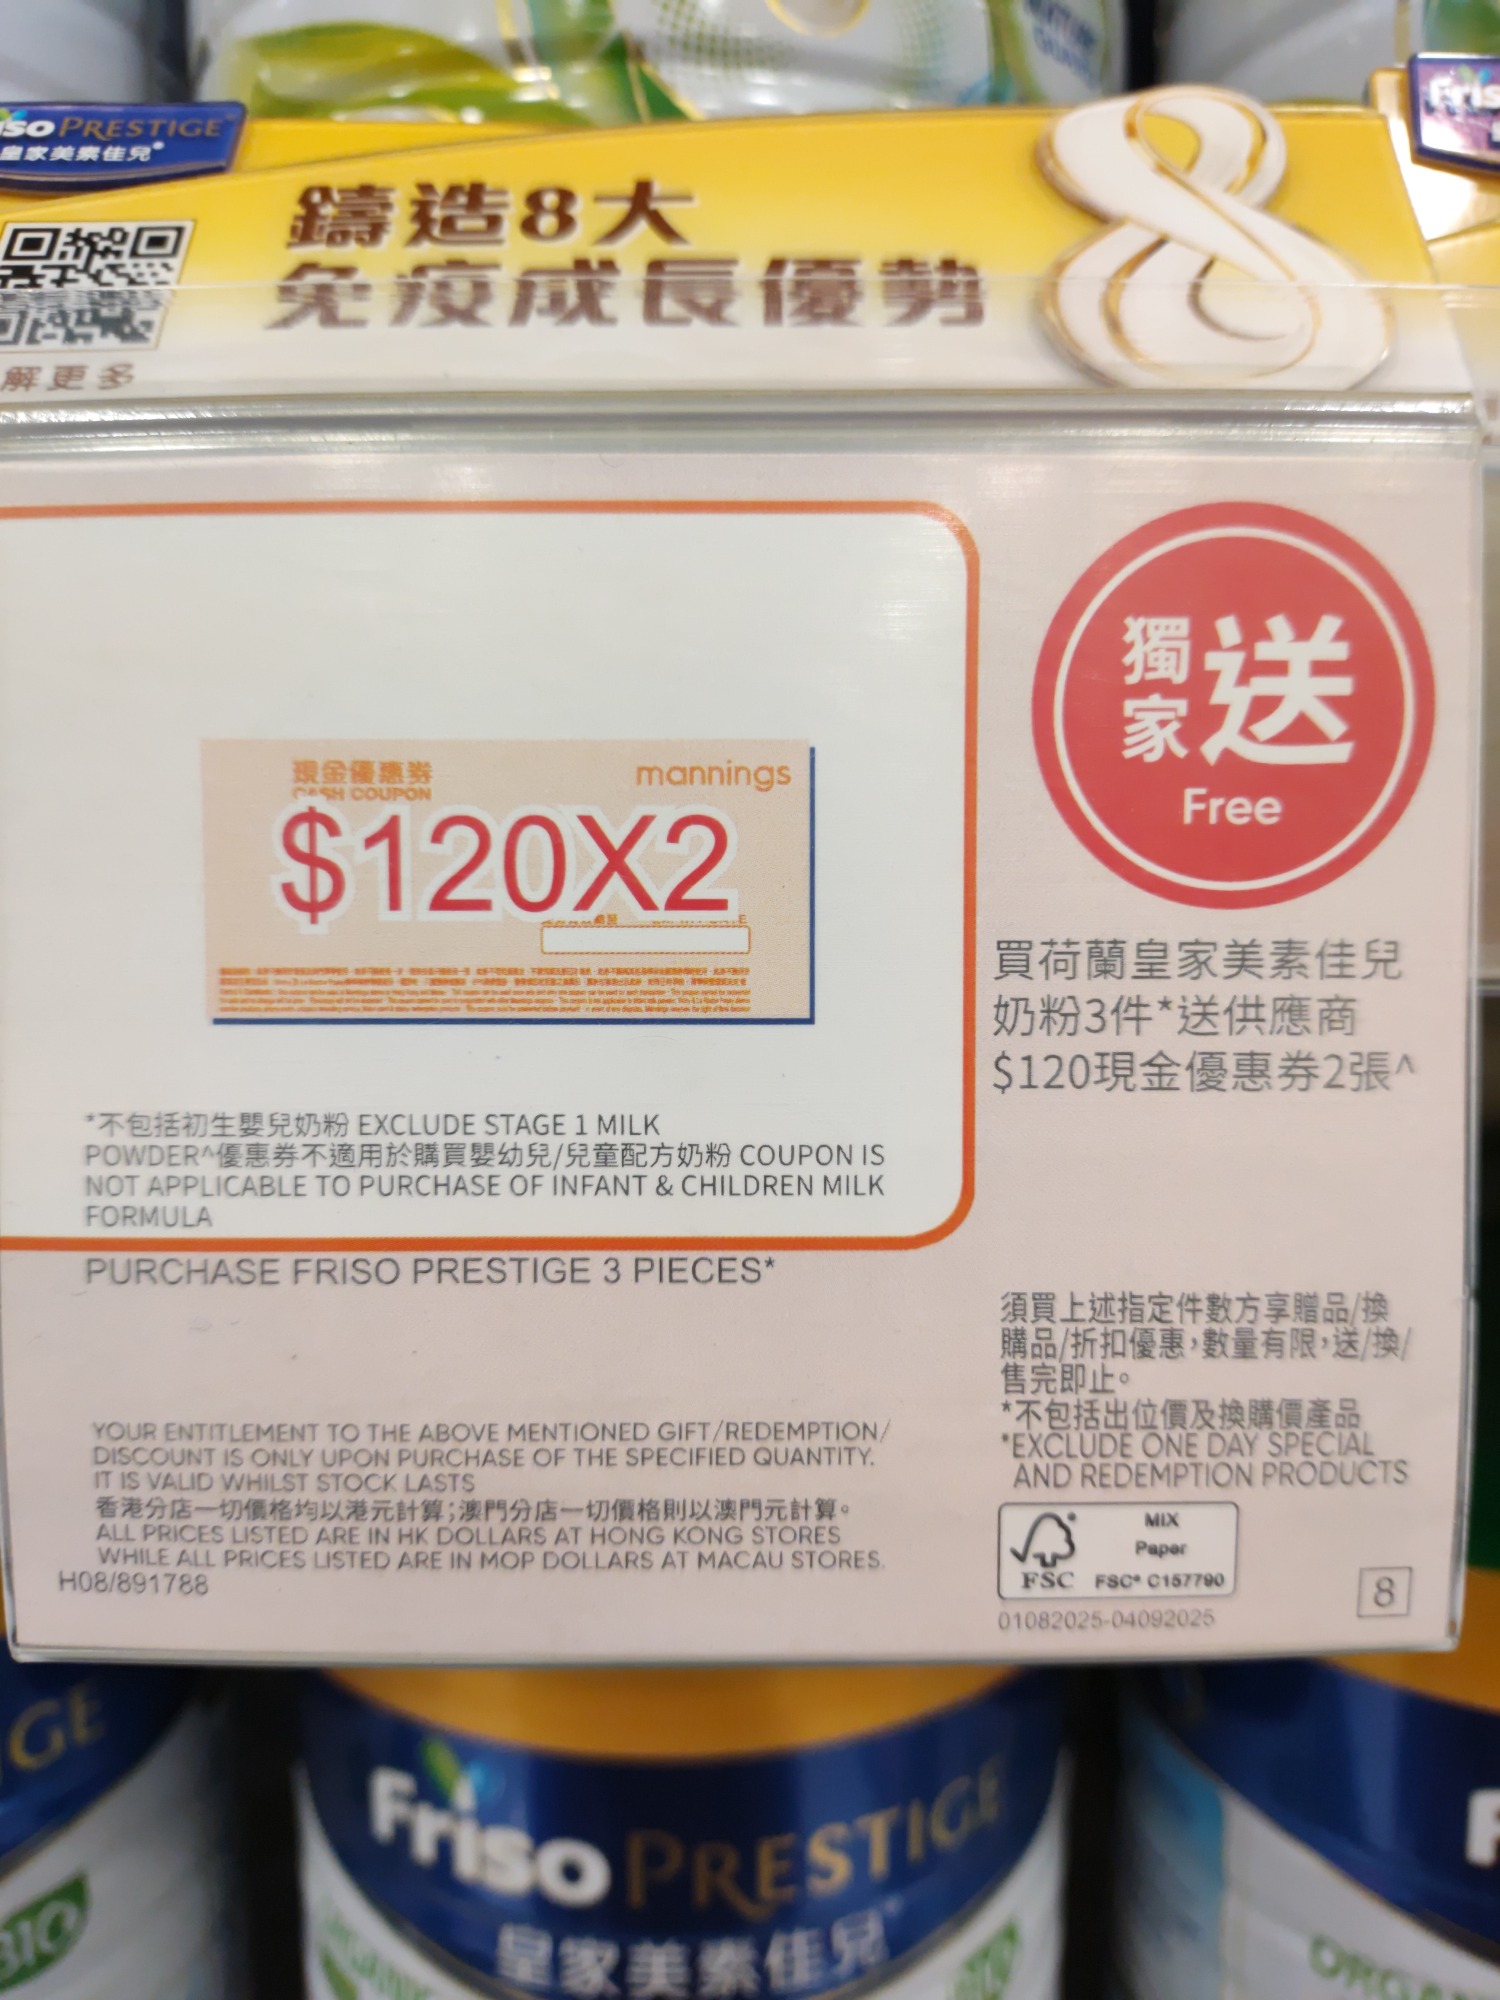 PRESTIGE
皇家美素佳兒
鑄造8大
免疫成長優勢
8
解更多
獨家送
Free
現金優惠券
CASH COUPON
mannings
$120X2
買荷蘭皇家美素佳兒
奶粉3件*送供應商
$120現金優惠券2張^
*不包括初生嬰兒奶粉 EXCLUDE STAGE 1 MILK
POWDER^優惠券不適用於購買嬰幼兒/兒童配方奶粉 COUPON IS
NOT APPLICABLE TO PURCHASE OF INFANT & CHILDREN MILK
FORMULA
PURCHASE FRISO PRESTIGE 3 PIECES*
須買上述指定件數方享贈品/換
購品/折扣優惠,數量有限,送/換/
售完即止。
*不包括出位價及換購價產品
*EXCLUDE ONE DAY SPECIAL
AND REDEMPTION PRODUCTS
YOUR ENTITLEMENT TO THE ABOVE MENTIONED GIFT/REDEMPTION/
DISCOUNT IS ONLY UPON PURCHASE OF THE SPECIFIED QUANTITY.
IT IS VALID WHILST STOCK LASTS
香港分店一切價格均以港元計算;澳門分店一切價格則以澳門元計算。
ALL PRICES LISTED ARE IN HK DOLLARS AT HONG KONG STORES
WHILE ALL PRICES LISTED ARE IN MOP DOLLARS AT MACAU STORES.
H08/891788
MIX
Paper
FSC FSC® C157790
01082025-04092025
8
Friso PRESTIGE
皇家美素佳兒
BIO